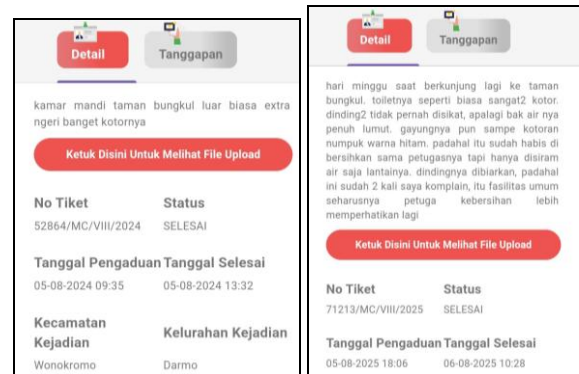 Detail
Tanggapan
kamar mandi taman bungkul luar biasa extra
ngeri banget kotornya
Ketuk Disini Untuk Melihat File Upload
No Tiket
Status
52864/MC/VIII/2024
SELESAI
Tanggal Pengaduan
Tanggal Selesai
05-08-2024 09:35
05-08-2024 13:32
Kecamatan
Kejadian
Kelurahan Kejadian
Wonokromo
Darmo
Detail
Tanggapan
hari minggu saat berkunjung lagi ke taman
bungkul. toiletnya seperti biasa sangat2 kotor.
dinding2 tidak pernah disikat, apalagi bak air nya
penuh lumut. gayungnya pun sampe kotoran
numpuk warna hitam. padahal itu sudah habis di
bersihkan sama petugasnya tapi hanya disiram
air saja lantainya. dindingnya dibiarkan, padahal
ini sudah 2 kali saya komplain, itu fasilitas umum
seharusnya petuga kebersihan lebih
memperhatikan lagi
Ketuk Disini Untuk Melihat File Upload
No Tiket
Status
71213/MC/VIII/2025
SELESAI
Tanggal Pengaduan
Tanggal Selesai
05-08-2025 18:06
06-08-2025 10:28